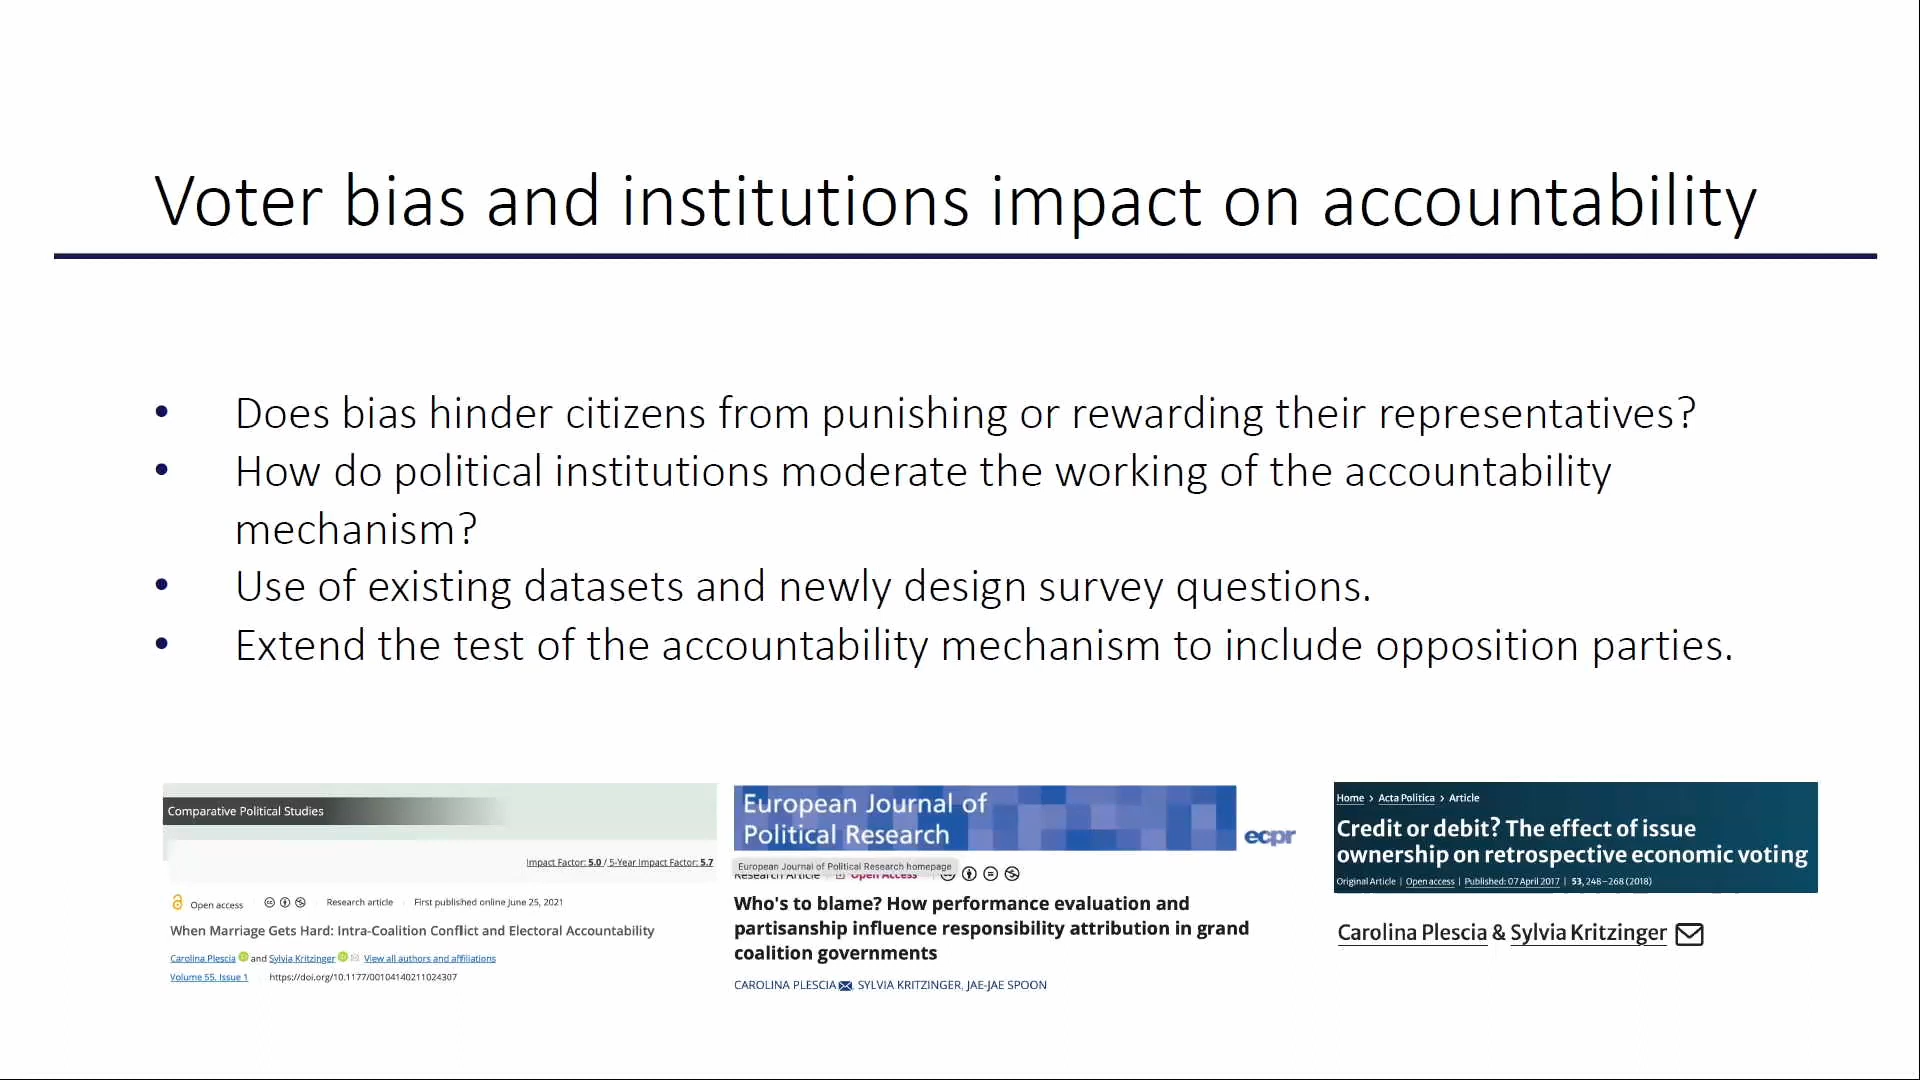 Voter bias and institutions impact on accountability
• Does bias hinder citizens from punishing or rewarding their representatives?
• How do political institutions moderate the working of the accountability
mechanism?
• Use of existing datasets and newly design survey questions.
• Extend the test of the accountability mechanism to include opposition parties.
Comparative Political Studies
Impact Factor: 5.0 / 5-Year Impact Factor: 5.7
Open access Research article First published online June 25, 2021
When Marriage Gets Hard: Intra-Coalition Conflict and Electoral Accountability
Carolina Plescia and Sylvia Kritzinger View all authors and affiliations
Volume 55, Issue 1 https://doi.org/10.1177/00104140211024307
European Journal of
Political Research
ecpr
European Journal of Political Research homepage
Research Article Open Access
Who's to blame? How performance evaluation and
partisanship influence responsibility attribution in grand
coalition governments
CAROLINA PLESCIA, SYLVIA KRITZINGER, JAE-JAE SPOON
Home > Acta Politica > Article
Credit or debit? The effect of issue
ownership on retrospective economic voting
Original Article | Open access | Published: 07 April 2017 | 53, 248–268 (2018)
Carolina Plescia & Sylvia Kritzinger